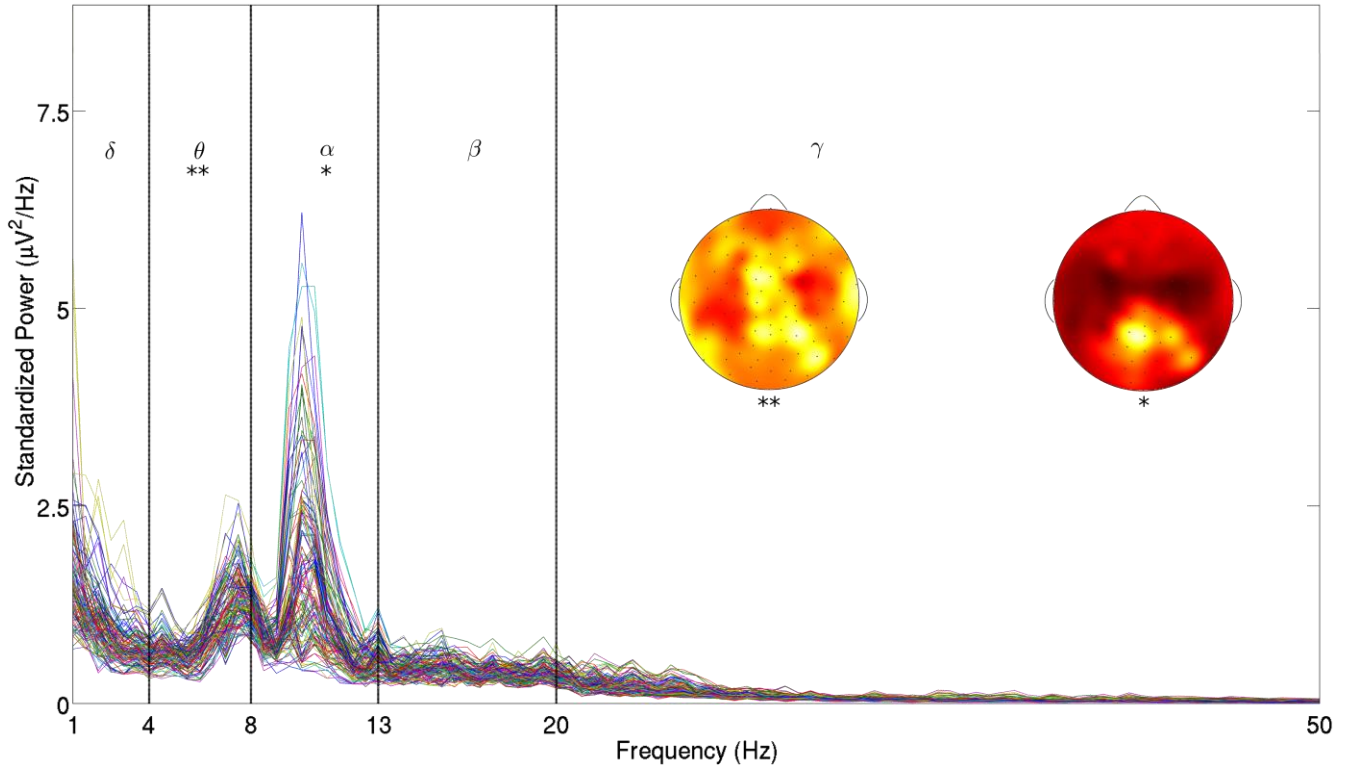 7.5
δ θ α β γ
** *
5
** *
2.5
0
1 4 8 13 20 50
Standardized Power (μV²/Hz)
Frequency (Hz)